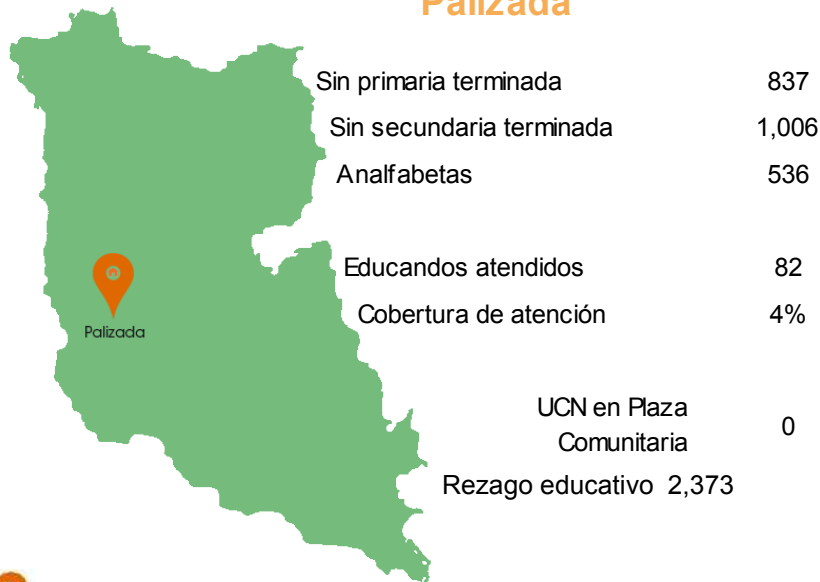 Palizada
Sin primaria terminada 837
Sin secundaria terminada 1,006
Analfabetas 536
Educandos atendidos 82
Palizada
Cobertura de atención 4%
UCN en Plaza
Comunitaria 0
Rezago educativo 2,373